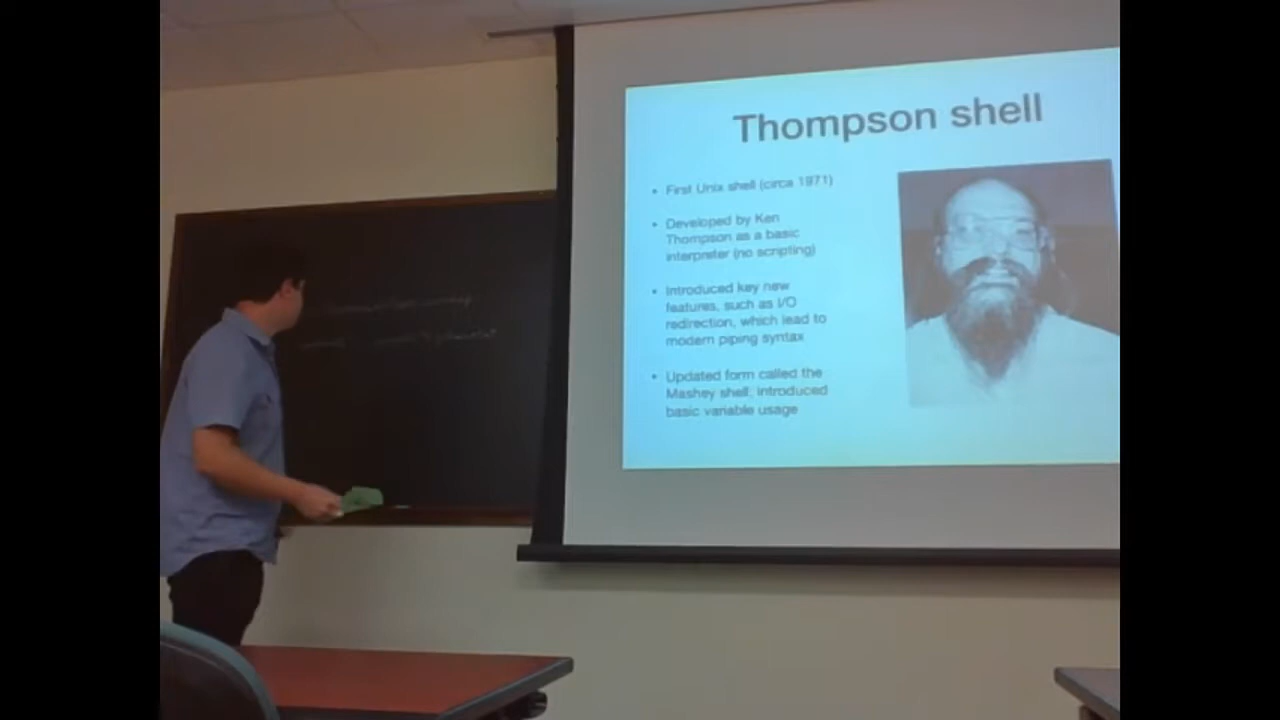 Thompson shell
• First Unix shell (circa 1971)
• Developed by Ken
Thompson as a basic
interpreter (no scripting)
• Introduced key new
features, such as I/O
redirection, which lead to
modern piping syntax
• Updated form called the
Mashey shell, introduced
basic variable usage